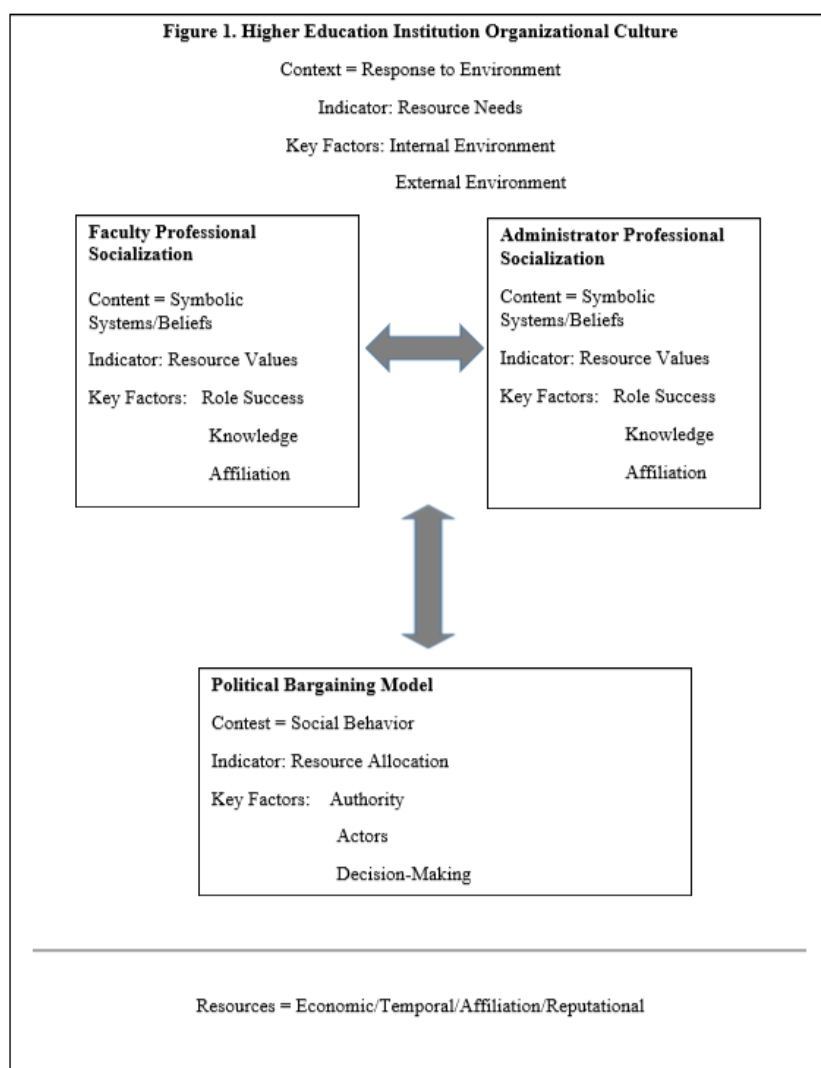 Figure 1. Higher Education Institution Organizational Culture
Context = Response to Environment
Indicator: Resource Needs
Key Factors: Internal Environment
External Environment
Faculty Professional
Socialization
Content = Symbolic
Systems/Beliefs
Indicator: Resource Values
Key Factors: Role Success
Knowledge
Affiliation
Administrator Professional
Socialization
Content = Symbolic
Systems/Beliefs
Indicator: Resource Values
Key Factors: Role Success
Knowledge
Affiliation
Political Bargaining Model
Contest = Social Behavior
Indicator: Resource Allocation
Key Factors: Authority
Actors
Decision-Making
Resources = Economic/Temporal/Affiliation/Reputational